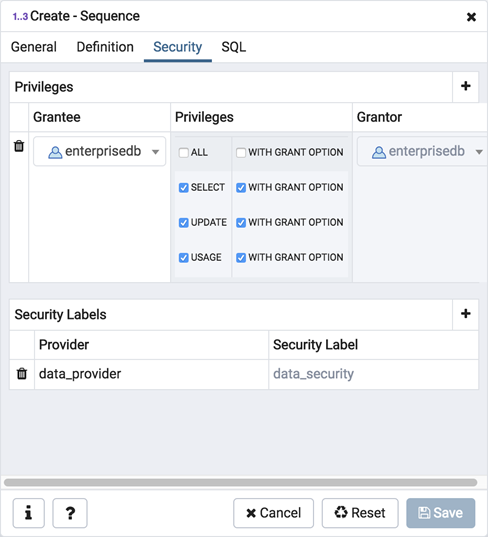 1..3 Create - Sequence
General Definition Security SQL
Privileges
Grantee Privileges Grantor
enterprisedb ALL WITH GRANT OPTION enterprisedb
SELECT WITH GRANT OPTION
UPDATE WITH GRANT OPTION
USAGE WITH GRANT OPTION
Security Labels
Provider Security Label
data_provider data_security
i ? Cancel Reset Save